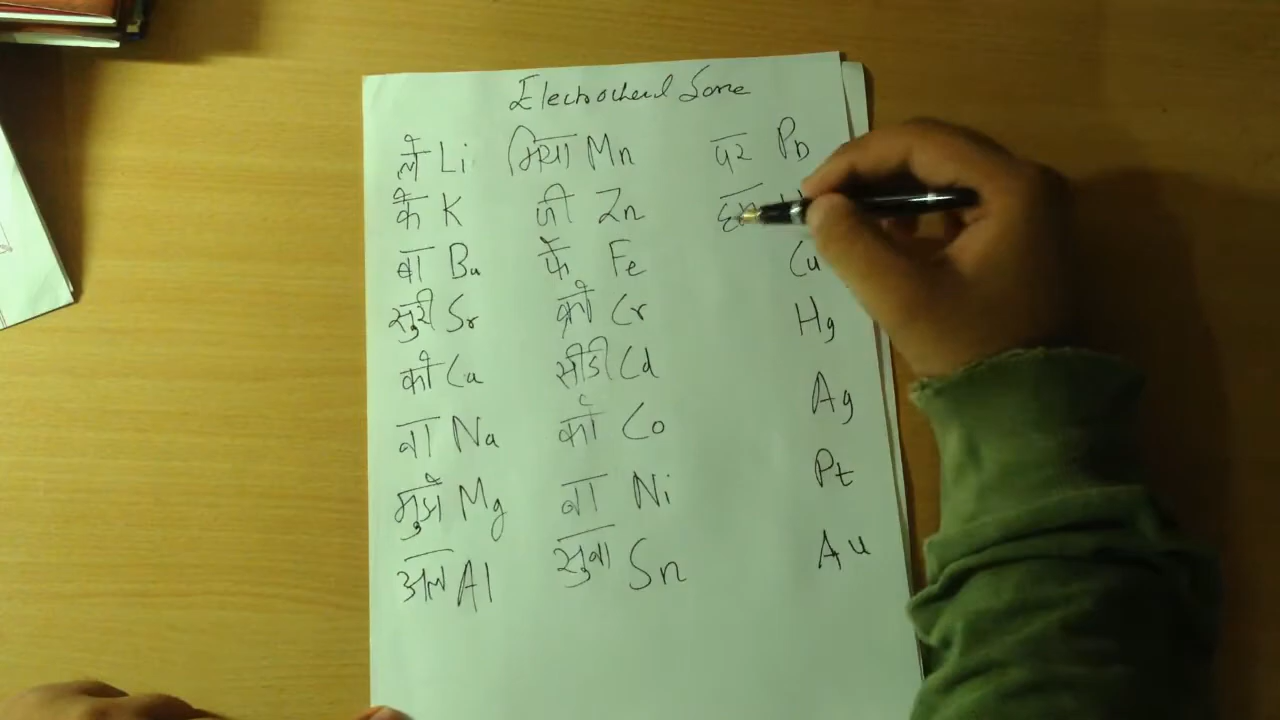 Electrochemical Serie
ले Li मिया Mn पर Pb
के K जी Zn
बा Ba फे Fe Cu
सुरी Sr क्रो Cr Hg
का Ca सीडी Cd Ag
ना Na को Co Pt
मुझे Mg ना Ni Au
अल Al सुना Sn